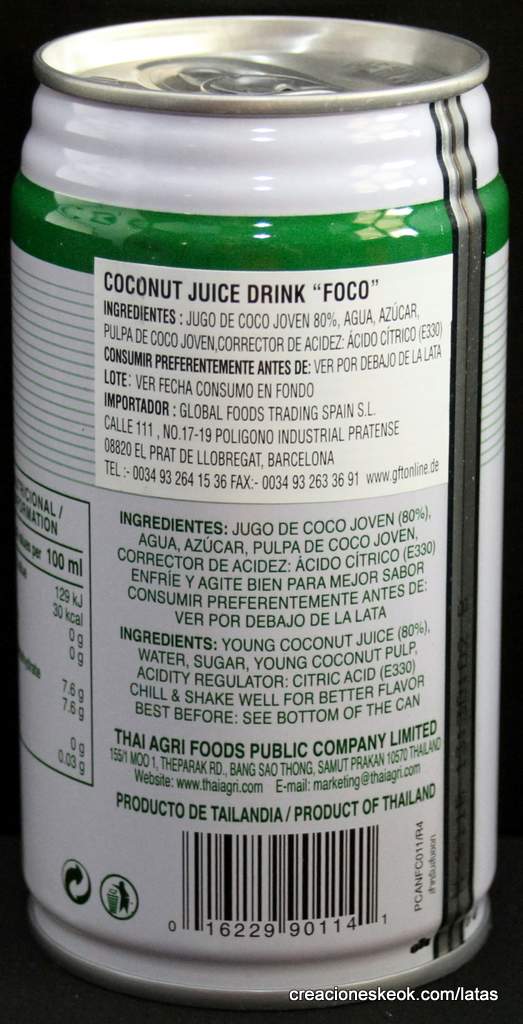 COCONUT JUICE DRINK "FOCO"
INGREDIENTES : JUGO DE COCO JOVEN 80%, AGUA, AZÚCAR,
PULPA DE COCO JOVEN,CORRECTOR DE ACIDEZ: ÁCIDO CÍTRICO (E330)
CONSUMIR PREFERENTEMENTE ANTES DE: VER POR DEBAJO DE LA LATA
LOTE: VER FECHA CONSUMO EN FONDO
IMPORTADOR : GLOBAL FOODS TRADING SPAIN S.L.
CALLE 111 , NO.17-19 POLIGONO INDUSTRIAL PRATENSE
08820 EL PRAT DE LLOBREGAT, BARCELONA
TEL :- 0034 93 264 15 36 FAX:- 0034 93 263 36 91 www.gftonline.de
per 100 ml
129 kJ
30 kcal
0 g
0 g
7.6 g
7.6 g
0 g
0.03 g
INGREDIENTES: JUGO DE COCO JOVEN (80%),
AGUA, AZÚCAR, PULPA DE COCO JOVEN,
CORRECTOR DE ACIDEZ: ÁCIDO CÍTRICO (E330)
ENFRÍE Y AGITE BIEN PARA MEJOR SABOR
CONSUMIR PREFERENTEMENTE ANTES DE:
VER POR DEBAJO DE LA LATA
INGREDIENTS: YOUNG COCONUT JUICE (80%),
WATER, SUGAR, YOUNG COCONUT PULP,
ACIDITY REGULATOR: CITRIC ACID (E330)
CHILL & SHAKE WELL FOR BETTER FLAVOR
BEST BEFORE: SEE BOTTOM OF THE CAN
THAI AGRI FOODS PUBLIC COMPANY LIMITED
155/1 MOO 1, THEPARAK RD., BANG SAO THONG, SAMUT PRAKAN 10570 THAILAND
Website: www.thaiagri.com E-mail: marketing@thaiagri.com
PRODUCTO DE TAILANDIA / PRODUCT OF THAILAND
0 16229 90114 1
PCANFC011/R4
creacioneskeok.com/latas